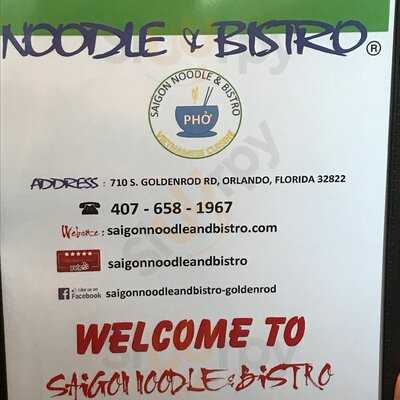 NOODLE & BISTRO ®
SAIGON NOODLE & BISTRO
PHỞ
VIETNAMESE CUISINE
ADDRESS : 710 S. GOLDENROD RD, ORLANDO, FLORIDA 32822
☎ 407 - 658 - 1967
Website : saigonnoodleandbistro.com
yelp saigonnoodleandbistro
f Like us on Facebook saigonnoodleandbistro-goldenrod
WELCOME TO
SAIGON NOODLE & BISTRO